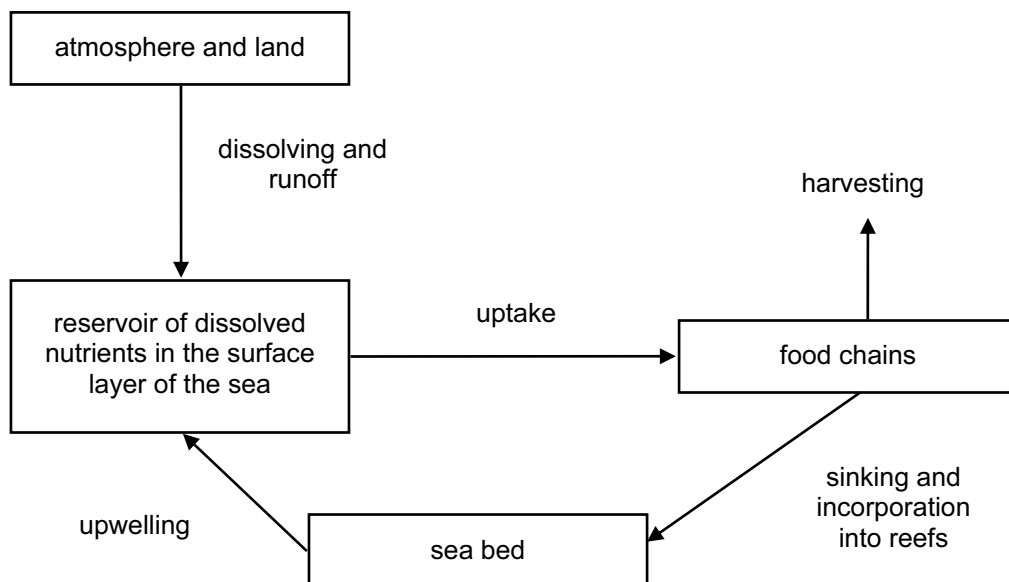 atmosphere and land
dissolving and
runoff
harvesting
reservoir of dissolved
nutrients in the surface
layer of the sea
uptake
food chains
upwelling
sea bed
sinking and
incorporation
into reefs